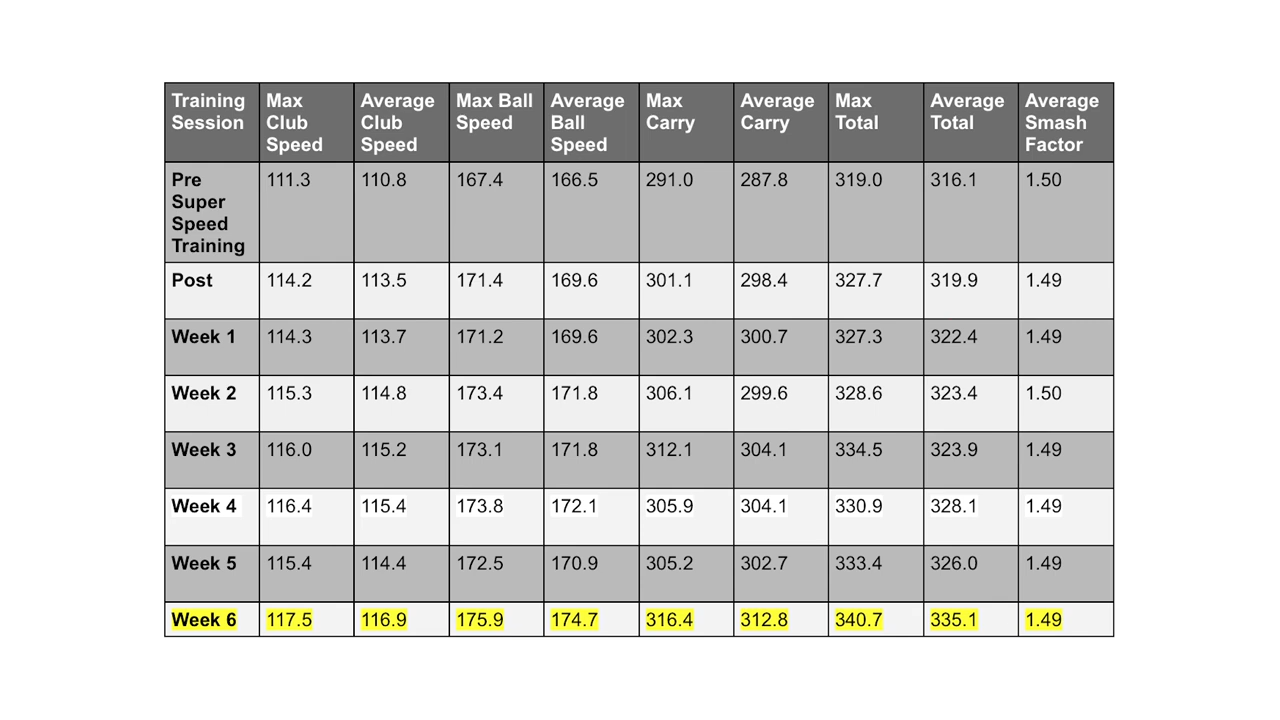 Training Session Max Club Speed Average Club Speed Max Ball Speed Average Ball Speed Max Carry Average Carry Max Total Average Total Average Smash Factor
Pre Super Speed Training 111.3 110.8 167.4 166.5 291.0 287.8 319.0 316.1 1.50
Post 114.2 113.5 171.4 169.6 301.1 298.4 327.7 319.9 1.49
Week 1 114.3 113.7 171.2 169.6 302.3 300.7 327.3 322.4 1.49
Week 2 115.3 114.8 173.4 171.8 306.1 299.6 328.6 323.4 1.50
Week 3 116.0 115.2 173.1 171.8 312.1 304.1 334.5 323.9 1.49
Week 4 116.4 115.4 173.8 172.1 305.9 304.1 330.9 328.1 1.49
Week 5 115.4 114.4 172.5 170.9 305.2 302.7 333.4 326.0 1.49
Week 6 117.5 116.9 175.9 174.7 316.4 312.8 340.7 335.1 1.49